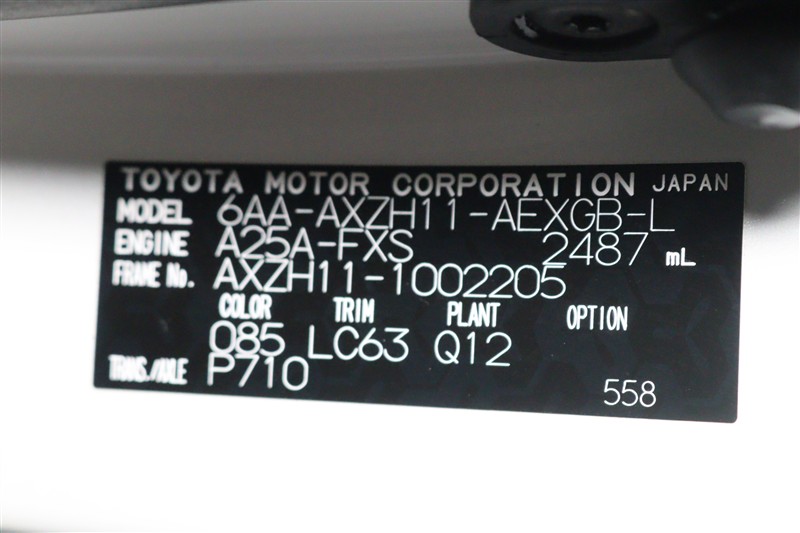 TOYOTA MOTOR CORPORATION JAPAN
MODEL 6AA-AXZH11-AEXGB-L
ENGINE A25A-FXS 2487 mL
FRAME No. AXZH11-1002205
COLOR TRIM PLANT OPTION
085 LC63 Q12
TRANS./AXLE P710
558